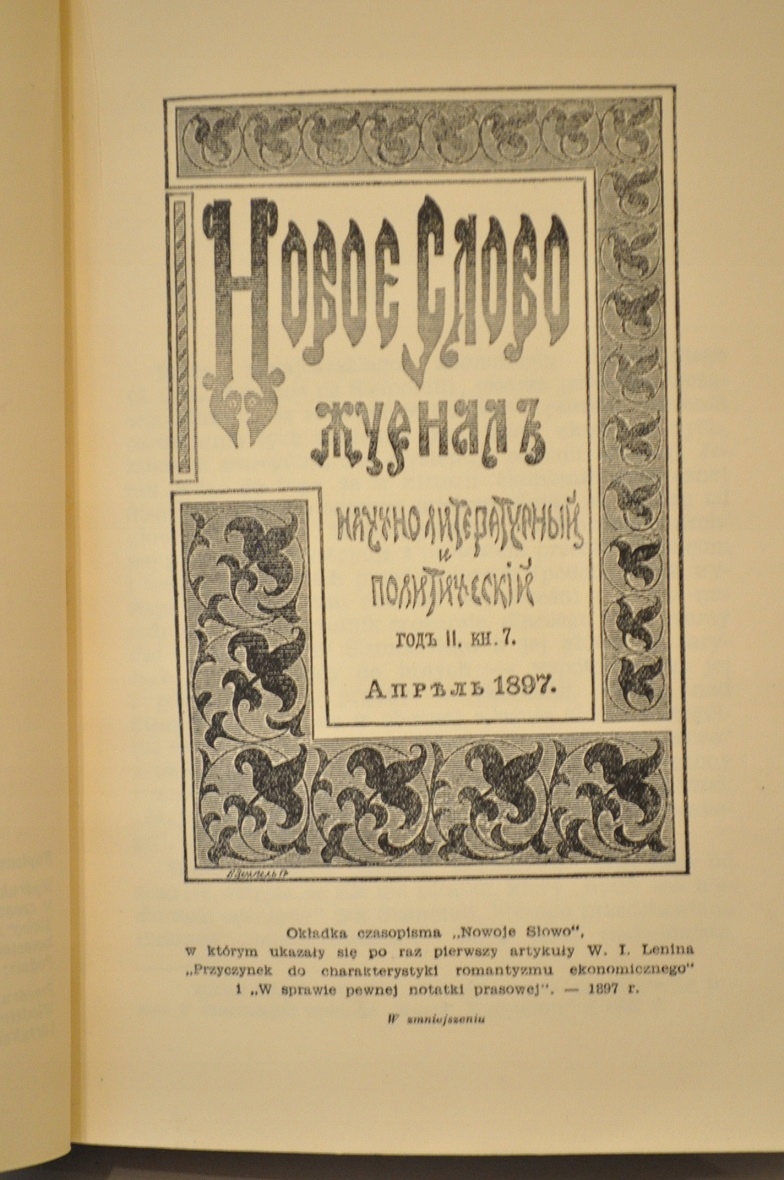 Новое Слово
журналъ
научно литературный
и
политическій
годъ II. кн. 7.
Апрѣль 1897.
Okładka czasopisma „Nowoje Słowo“,
w którym ukazały się po raz pierwszy artykuły W. I. Lenina
„Przyczynek do charakterystyki romantyzmu ekonomicznego“
i „W sprawie pewnej notatki prasowej“. — 1897 r.
W zmniejszeniu